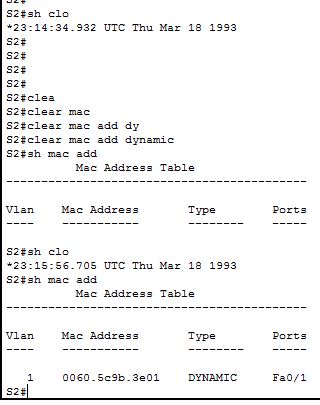 S2#
S2#sh clo
*23:14:34.932 UTC Thu Mar 18 1993
S2#
S2#
S2#
S2#
S2#clea
S2#clear mac
S2#clear mac add dy
S2#clear mac add dynamic
S2#sh mac add
Mac Address Table
-------------------------------------------
Vlan Mac Address Type Ports
---- ----------- -------- -----
S2#sh clo
*23:15:56.705 UTC Thu Mar 18 1993
S2#sh mac add
Mac Address Table
-------------------------------------------
Vlan Mac Address Type Ports
---- ----------- -------- -----
1 0060.5c9b.3e01 DYNAMIC Fa0/1
S2#